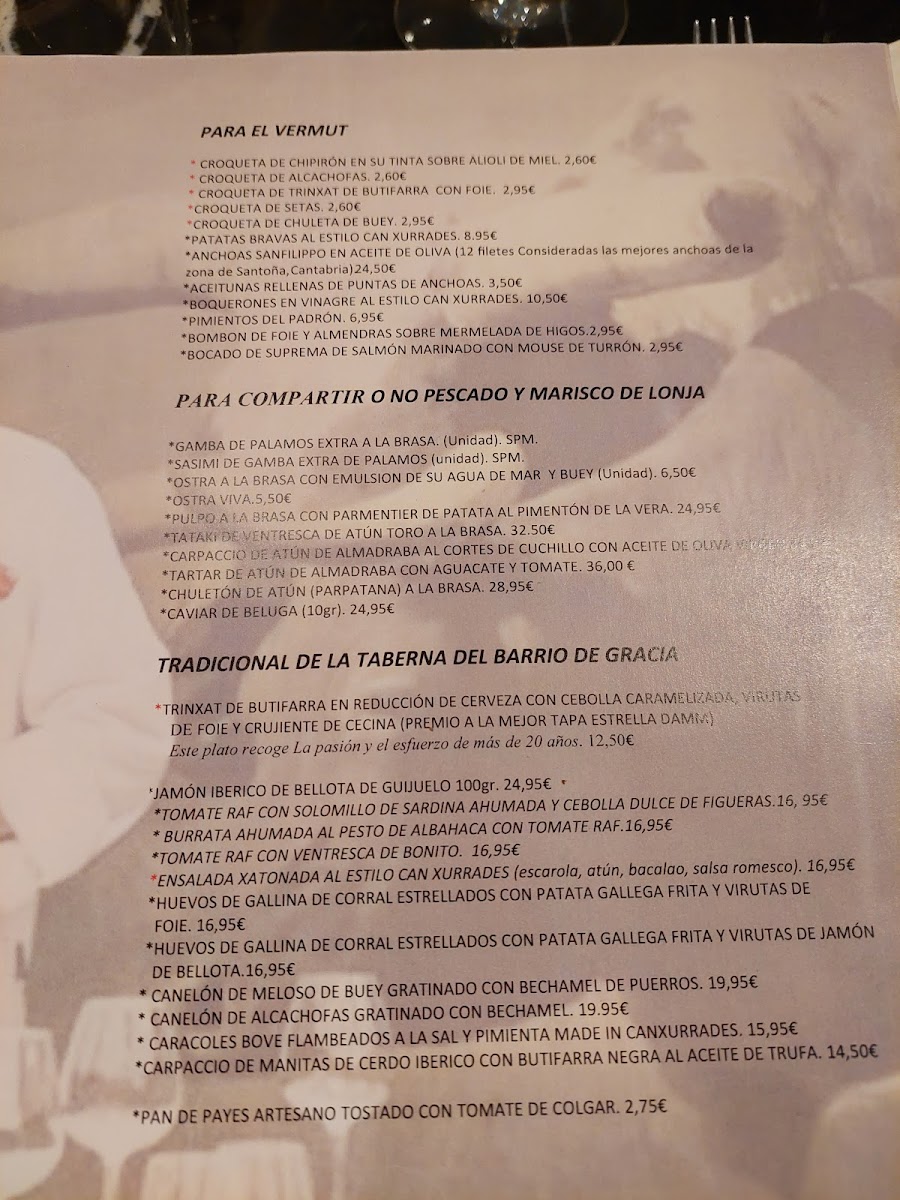 PARA EL VERMUT
* CROQUETA DE CHIPIRÓN EN SU TINTA SOBRE ALIOLI DE MIEL. 2,60€
* CROQUETA DE ALCACHOFAS. 2,60€
* CROQUETA DE TRINXAT DE BUTIFARRA CON FOIE. 2,95€
*CROQUETA DE SETAS. 2,60€
*CROQUETA DE CHULETA DE BUEY. 2,95€
*PATATAS BRAVAS AL ESTILO CAN XURRADES. 8.95€
*ANCHOAS SANFILIPPO EN ACEITE DE OLIVA (12 filetes Consideradas las mejores anchoas de la
zona de Santoña,Cantabria)24,50€
*ACEITUNAS RELLENAS DE PUNTAS DE ANCHOAS. 3,50€
*BOQUERONES EN VINAGRE AL ESTILO CAN XURRADES. 10,50€
*PIMIENTOS DEL PADRÓN. 6,95€
*BOMBON DE FOIE Y ALMENDRAS SOBRE MERMELADA DE HIGOS.2,95€
*BOCADO DE SUPREMA DE SALMÓN MARINADO CON MOUSE DE TURRÓN. 2,95€
PARA COMPARTIR O NO PESCADO Y MARISCO DE LONJA
*GAMBA DE PALAMOS EXTRA A LA BRASA. (Unidad). SPM.
*SASIMI DE GAMBA EXTRA DE PALAMOS (unidad). SPM.
*OSTRA A LA BRASA CON EMULSION DE SU AGUA DE MAR Y BUEY (Unidad). 6,50€
*OSTRA VIVA.5,50€
*PULPO A LA BRASA CON PARMENTIER DE PATATA AL PIMENTÓN DE LA VERA. 24,95€
*TATAKI DE VENTRESCA DE ATÚN TORO A LA BRASA. 32.50€
*CARPACCIO DE ATÚN DE ALMADRABA AL CORTES DE CUCHILLO CON ACEITE DE OLIVA
*TARTAR DE ATÚN DE ALMADRABA CON AGUACATE Y TOMATE. 36,00 €
*CHULETÓN DE ATÚN (PARPATANA) A LA BRASA. 28,95€
*CAVIAR DE BELUGA (10gr). 24,95€
TRADICIONAL DE LA TABERNA DEL BARRIO DE GRACIA
*TRINXAT DE BUTIFARRA EN REDUCCIÓN DE CERVEZA CON CEBOLLA CARAMELIZADA, VIRUTAS
DE FOIE Y CRUJIENTE DE CECINA (PREMIO A LA MEJOR TAPA ESTRELLA DAMM)
Este plato recoge La pasión y el esfuerzo de más de 20 años. 12,50€
*JAMÓN IBERICO DE BELLOTA DE GUIJUELO 100gr. 24,95€ *
*TOMATE RAF CON SOLOMILLO DE SARDINA AHUMADA Y CEBOLLA DULCE DE FIGUERAS.16, 95€
* BURRATA AHUMADA AL PESTO DE ALBAHACA CON TOMATE RAF.16,95€
*TOMATE RAF CON VENTRESCA DE BONITO. 16,95€
*ENSALADA XATONADA AL ESTILO CAN XURRADES (escarola, atún, bacalao, salsa romesco). 16,95€
*HUEVOS DE GALLINA DE CORRAL ESTRELLADOS CON PATATA GALLEGA FRITA Y VIRUTAS DE
FOIE. 16,95€
*HUEVOS DE GALLINA DE CORRAL ESTRELLADOS CON PATATA GALLEGA FRITA Y VIRUTAS DE JAMÓN
DE BELLOTA.16,95€
* CANELÓN DE MELOSO DE BUEY GRATINADO CON BECHAMEL DE PUERROS. 19,95€
* CANELÓN DE ALCACHOFAS GRATINADO CON BECHAMEL. 19.95€
* CARACOLES BOVE FLAMBEADOS A LA SAL Y PIMIENTA MADE IN CANXURRADES. 15,95€
*CARPACCIO DE MANITAS DE CERDO IBERICO CON BUTIFARRA NEGRA AL ACEITE DE TRUFA. 14,50€
*PAN DE PAYES ARTESANO TOSTADO CON TOMATE DE COLGAR. 2,75€